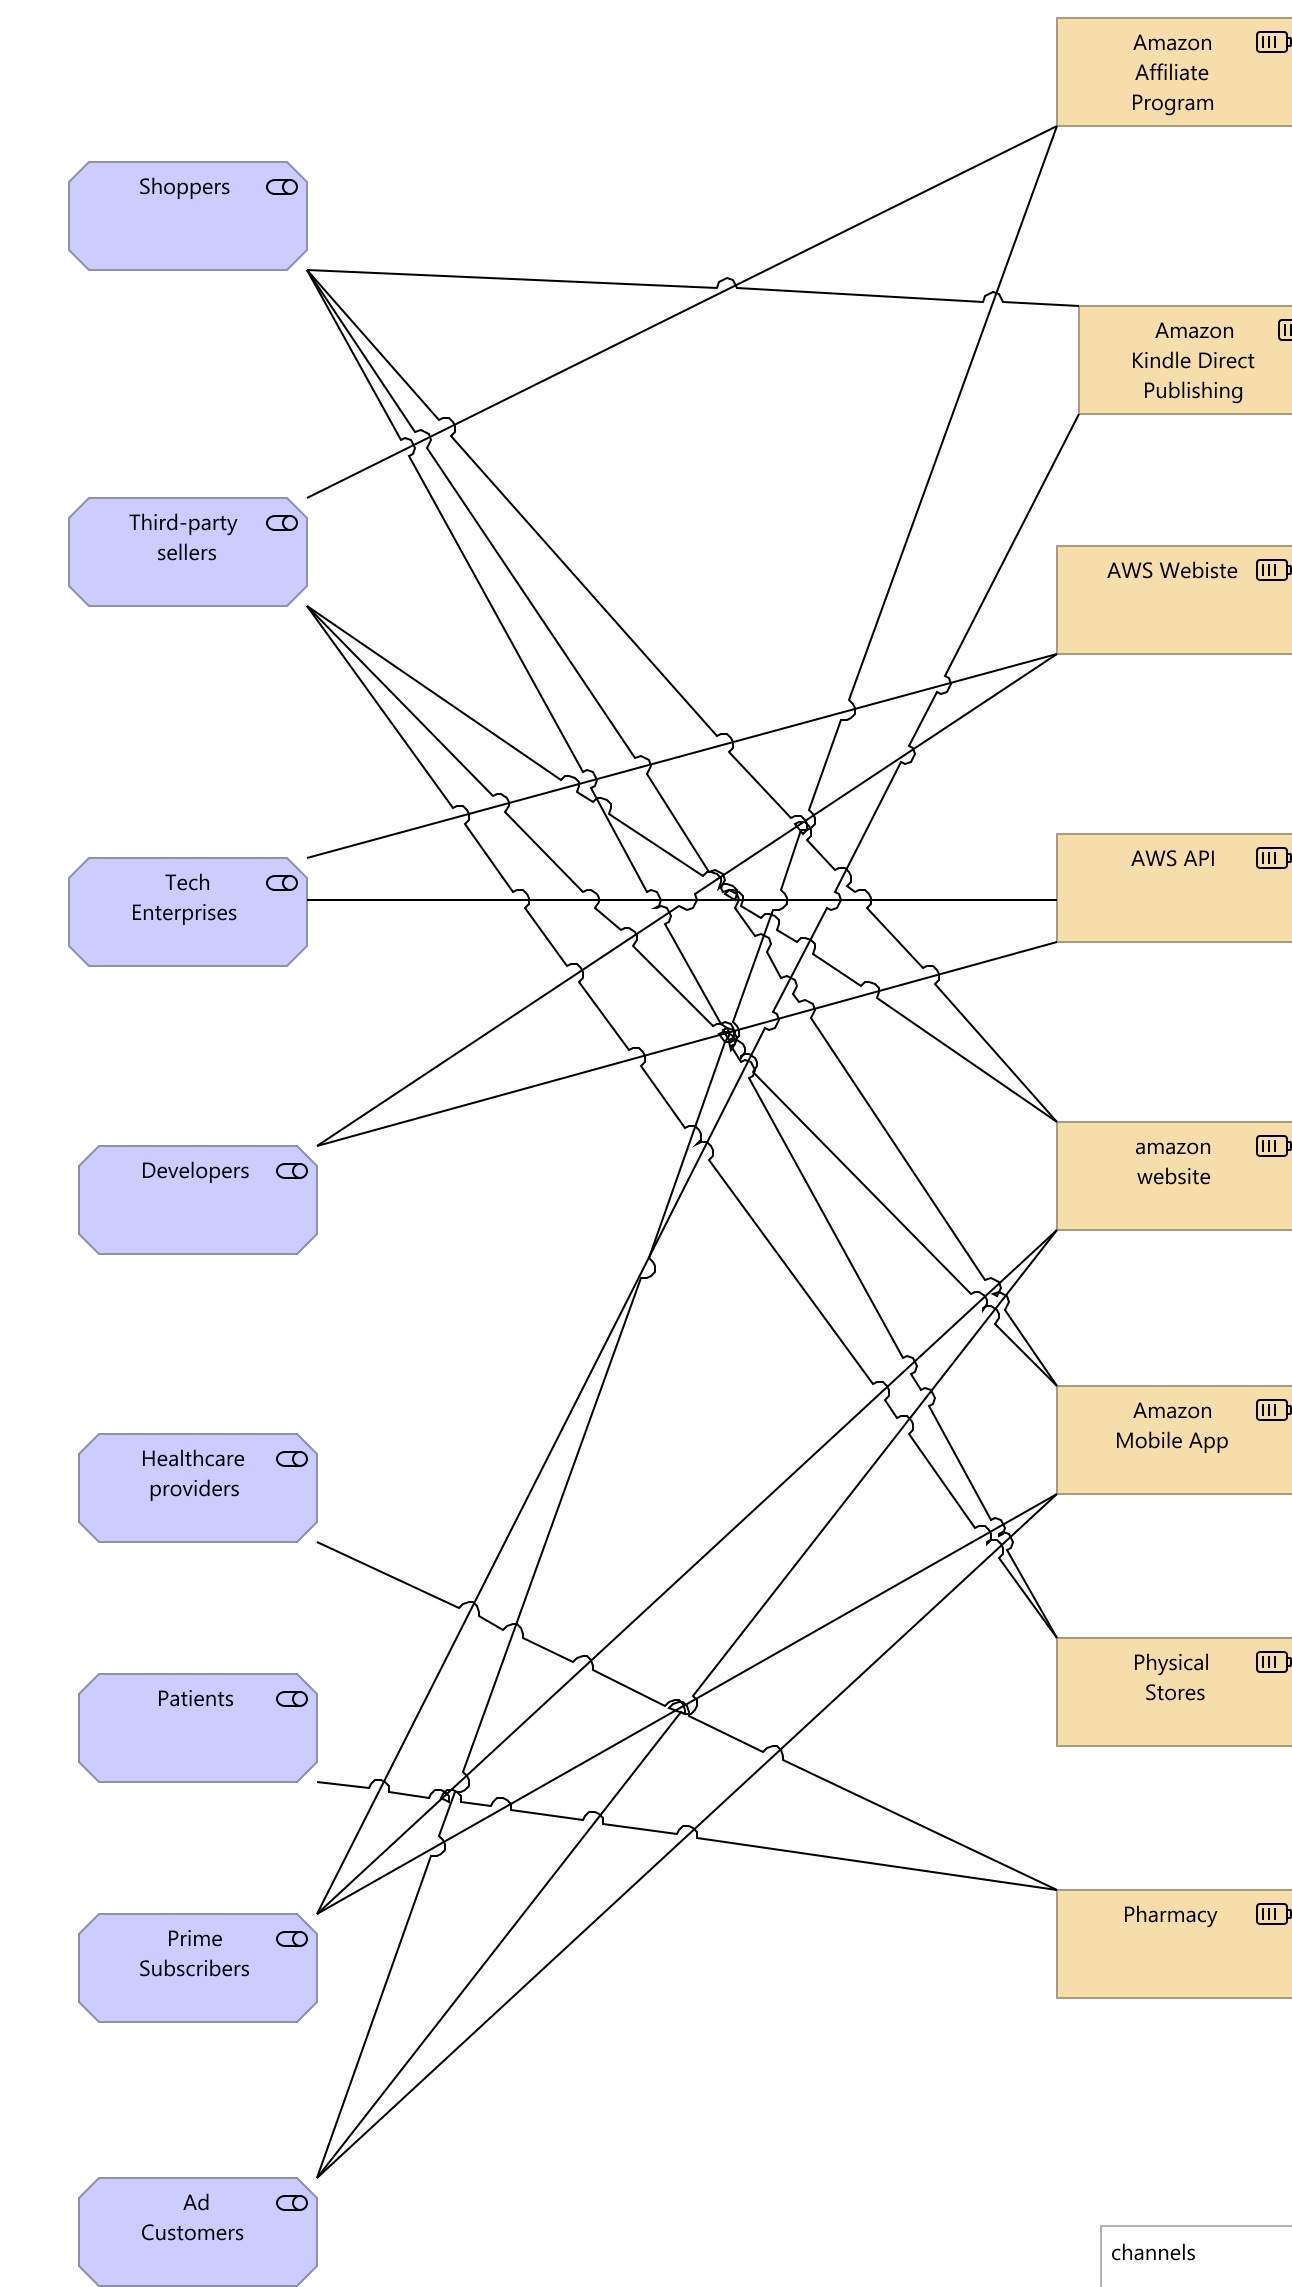 Shoppers
Third-party
sellers
Tech
Enterprises
Developers
Healthcare
providers
Patients
Prime
Subscribers
Ad
Customers
Amazon
Affiliate
Program
Amazon
Kindle Direct
Publishing
AWS Webiste
AWS API
amazon
website
Amazon
Mobile App
Physical
Stores
Pharmacy
channels